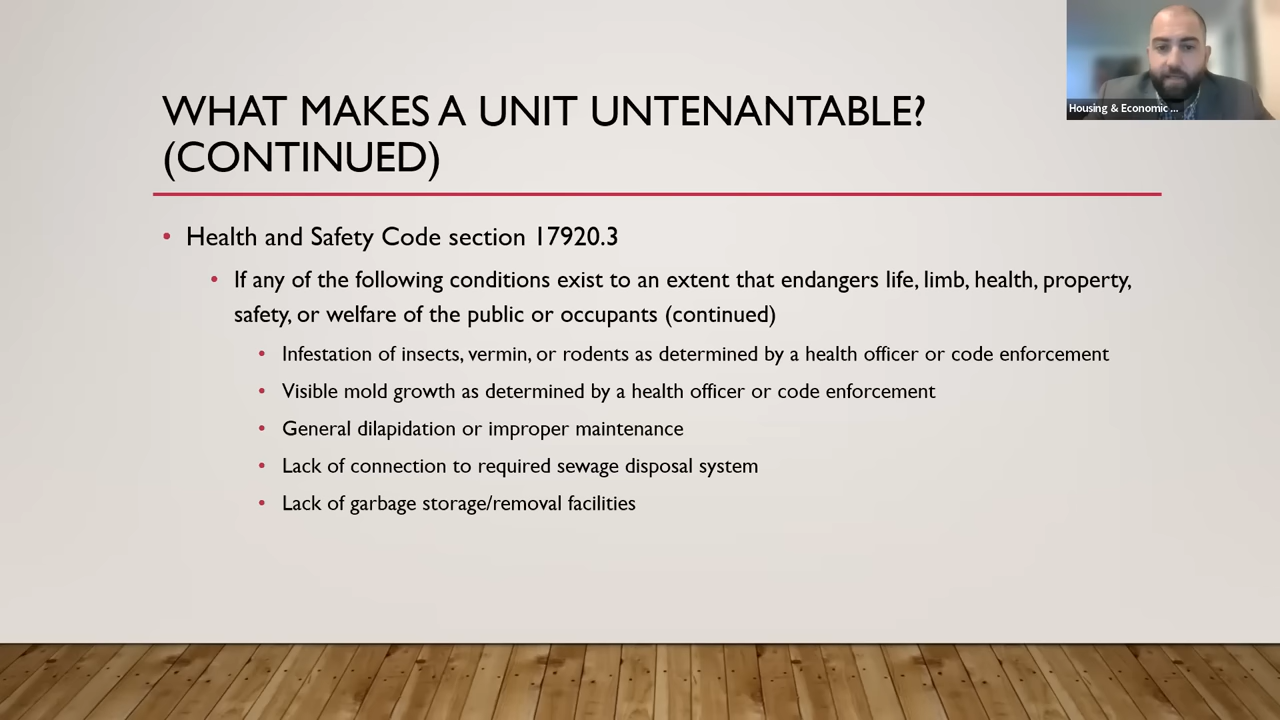 WHAT MAKES A UNIT UNTENANTABLE?
(CONTINUED)
Housing & Economic ...
• Health and Safety Code section 17920.3
• If any of the following conditions exist to an extent that endangers life, limb, health, property,
safety, or welfare of the public or occupants (continued)
• Infestation of insects, vermin, or rodents as determined by a health officer or code enforcement
• Visible mold growth as determined by a health officer or code enforcement
• General dilapidation or improper maintenance
• Lack of connection to required sewage disposal system
• Lack of garbage storage/removal facilities